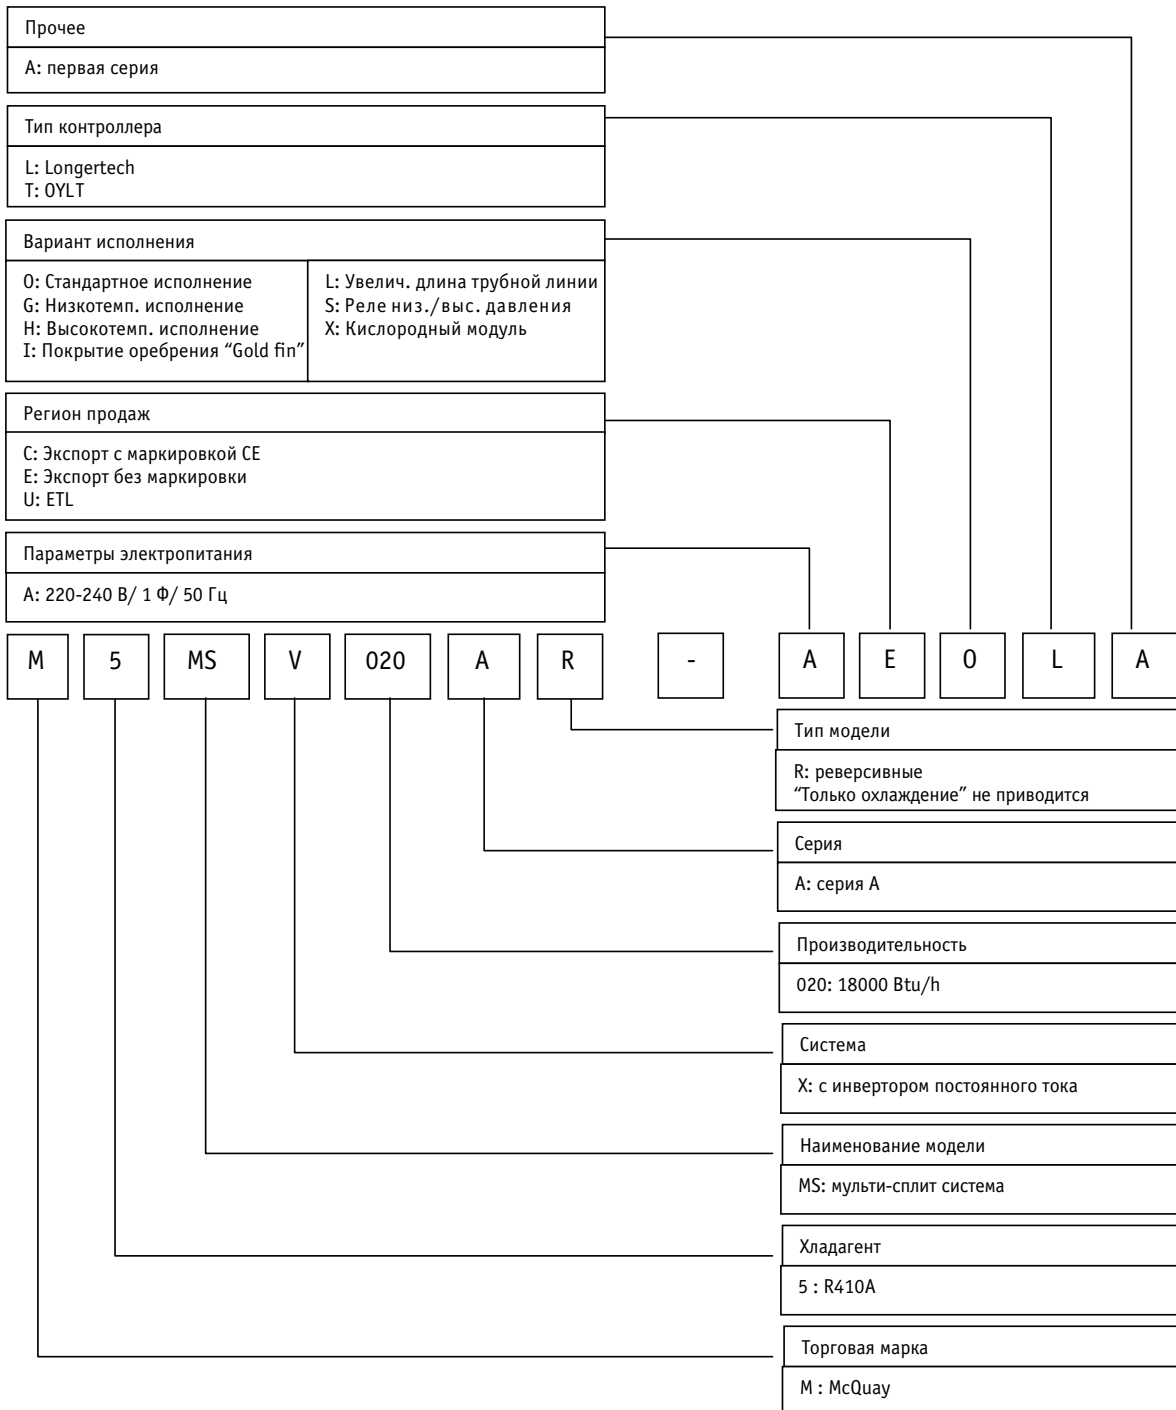 Прочее
A: первая серия
Тип контроллера
L: Longertech
T: OYLT
Вариант исполнения
O: Стандартное исполнение
G: Низкотемп. исполнение
H: Высокотемп. исполнение
I: Покрытие оребрения “Gold fin”
L: Увелич. длина трубной линии
S: Реле низ./выс. давления
X: Кислородный модуль
Регион продаж
C: Экспорт с маркировкой CE
E: Экспорт без маркировки
U: ETL
Параметры электропитания
A: 220-240 В/ 1 Ф/ 50 Гц
M 5 MS V 020 A R - A E O L A
Тип модели
R: реверсивные
“Только охлаждение” не приводится
Серия
A: серия A
Производительность
020: 18000 Btu/h
Система
X: с инвертором постоянного тока
Наименование модели
MS: мульти-сплит система
Хладагент
5 : R410A
Торговая марка
M : McQuay